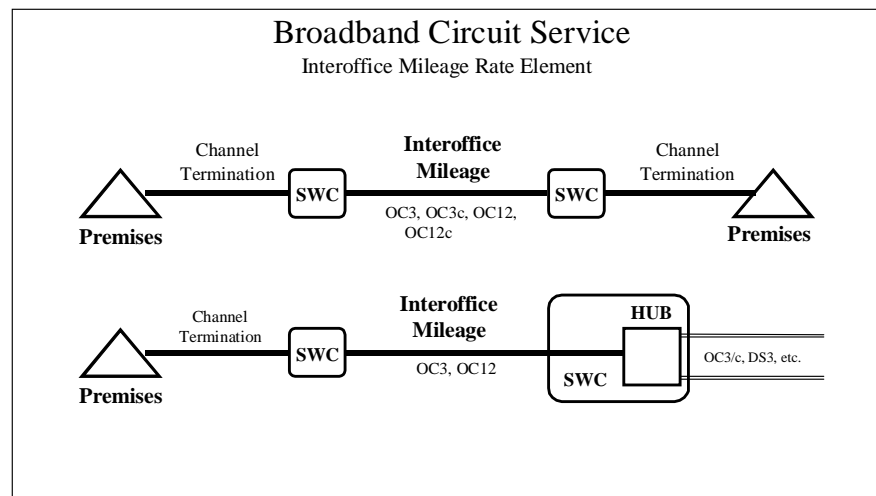 Broadband Circuit Service
Interoffice Mileage Rate Element
Channel
Termination
Interoffice
Mileage
Channel
Termination
SWC
SWC
OC3, OC3c, OC12,
OC12c
Premises
Premises
Channel
Termination
Interoffice
Mileage
HUB
SWC
OC3, OC12
SWC
OC3/c, DS3, etc.
Premises